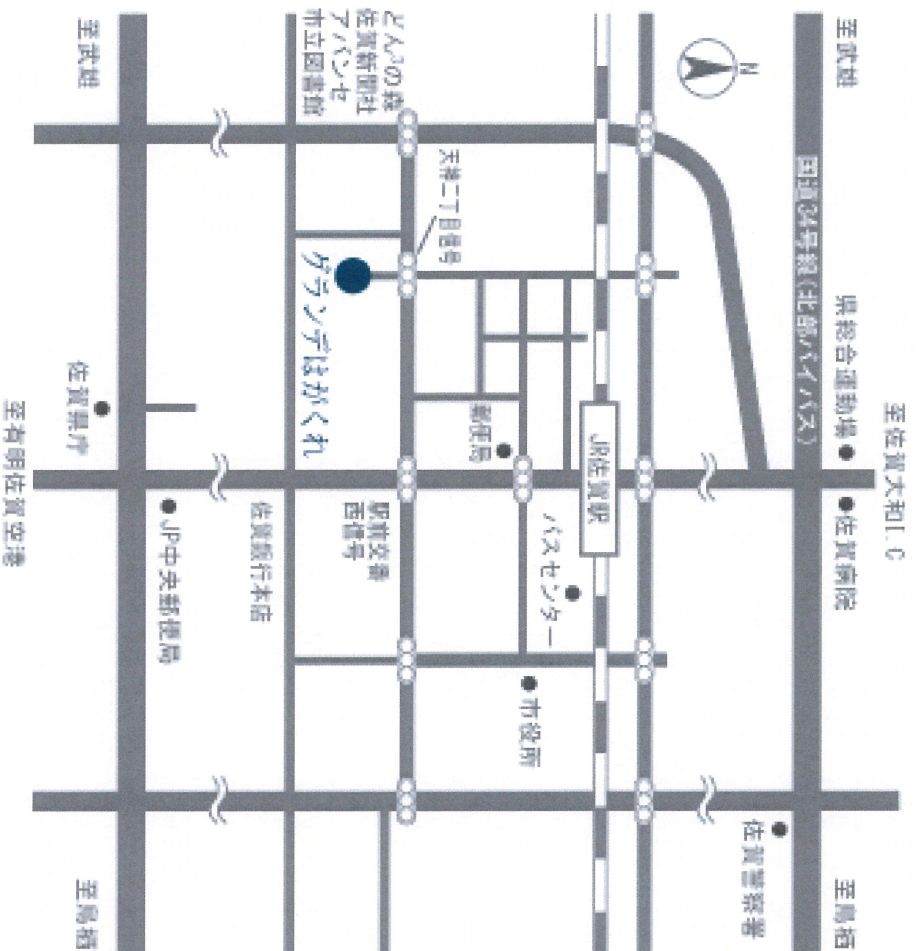 至佐賀大和I.C
至武雄
県総合運動場
佐賀病院
至鳥栖
国道34号線(北部バイパス)
N
佐賀警察署
JR佐賀駅
バスセンター
市役所
郵便局
天神二丁目信号
駅前交番
西信号
どん3の森
佐賀新聞社
アバンセ
市立図書館
グランデはがくれ
佐賀銀行本店
JP中央郵便局
至武雄
佐賀県庁
至鳥栖
至有明佐賀空港